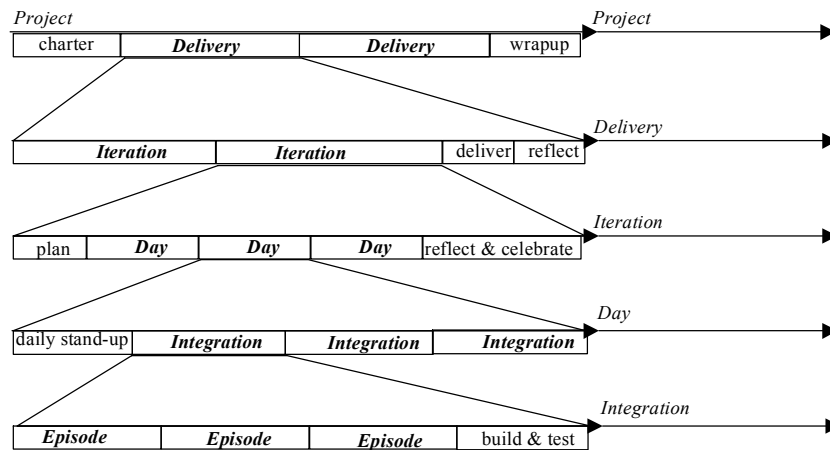 Project Project
charter Delivery Delivery wrapup
Delivery
Iteration Iteration deliver reflect
Iteration
plan Day Day Day reflect & celebrate
Day
daily stand-up Integration Integration Integration
Integration
Episode Episode Episode build & test